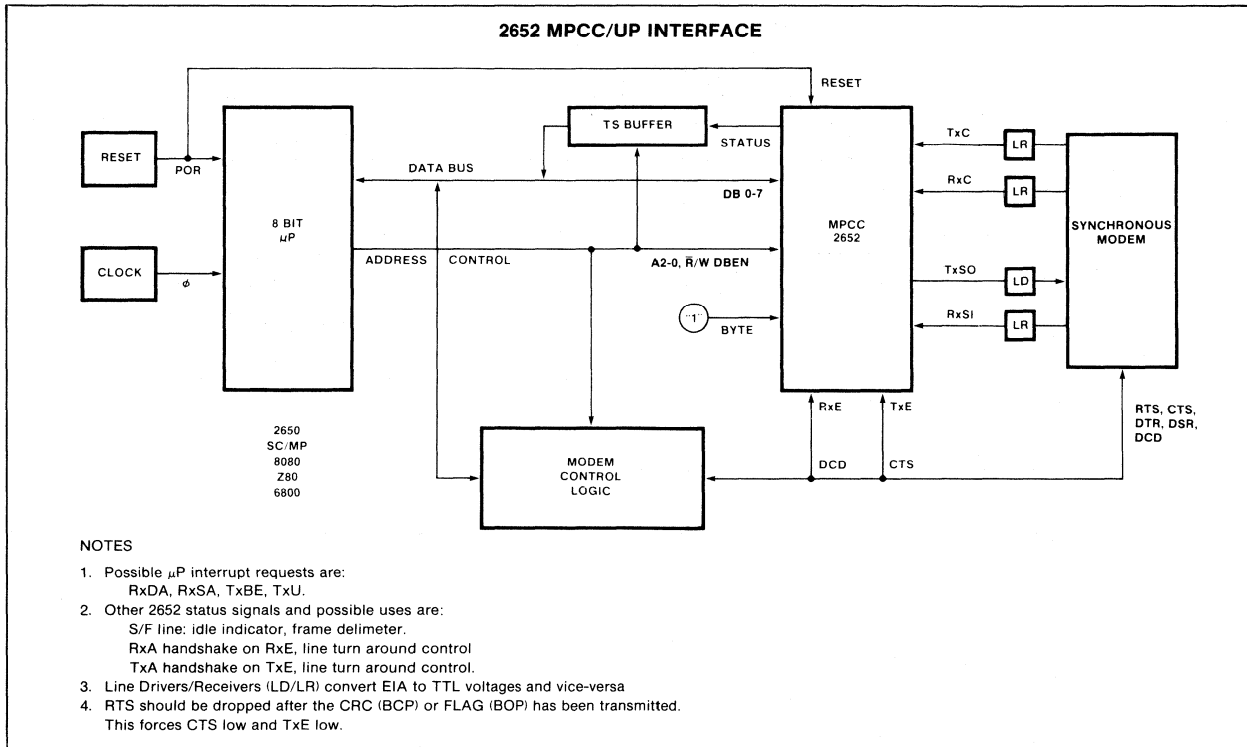 2652 MPCC/UP INTERFACE
RESET
TS BUFFER
STATUS
RESET
POR
DATA BUS
DB 0-7
8 BIT
μP
MPCC
2652
TxC
LR
RxC
LR
SYNCHRONOUS
MODEM
CLOCK
ϕ
ADDRESS CONTROL
A2-0, R̅/W DBEN
TxSO
LD
"1"
BYTE
RxSI
LR
RxE
TxE
RTS, CTS,
DTR, DSR,
DCD
2650
SC/MP
8080
Z80
6800
MODEM
CONTROL
LOGIC
DCD
CTS
NOTES
1. Possible μP interrupt requests are:
RxDA, RxSA, TxBE, TxU.
2. Other 2652 status signals and possible uses are:
S/F line: idle indicator, frame delimeter.
RxA handshake on RxE, line turn around control
TxA handshake on TxE, line turn around control.
3. Line Drivers/Receivers (LD/LR) convert EIA to TTL voltages and vice-versa
4. RTS should be dropped after the CRC (BCP) or FLAG (BOP) has been transmitted.
This forces CTS low and TxE low.